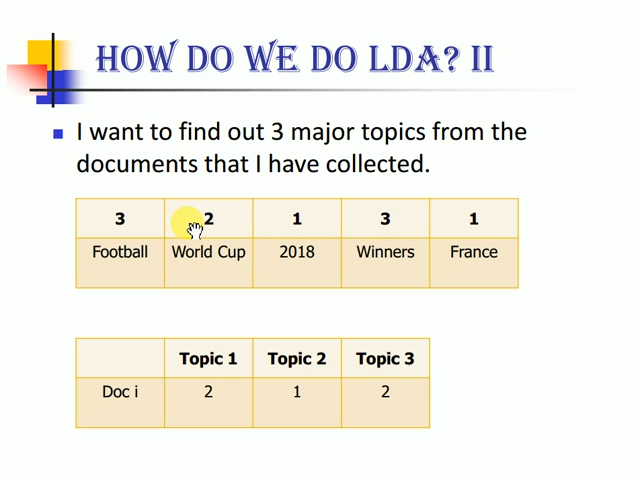 HOW DO WE DO LDA? II
I want to find out 3 major topics from the
documents that I have collected.
3 2 1 3 1
Football World Cup 2018 Winners France
Topic 1 Topic 2 Topic 3
Doc i 2 1 2